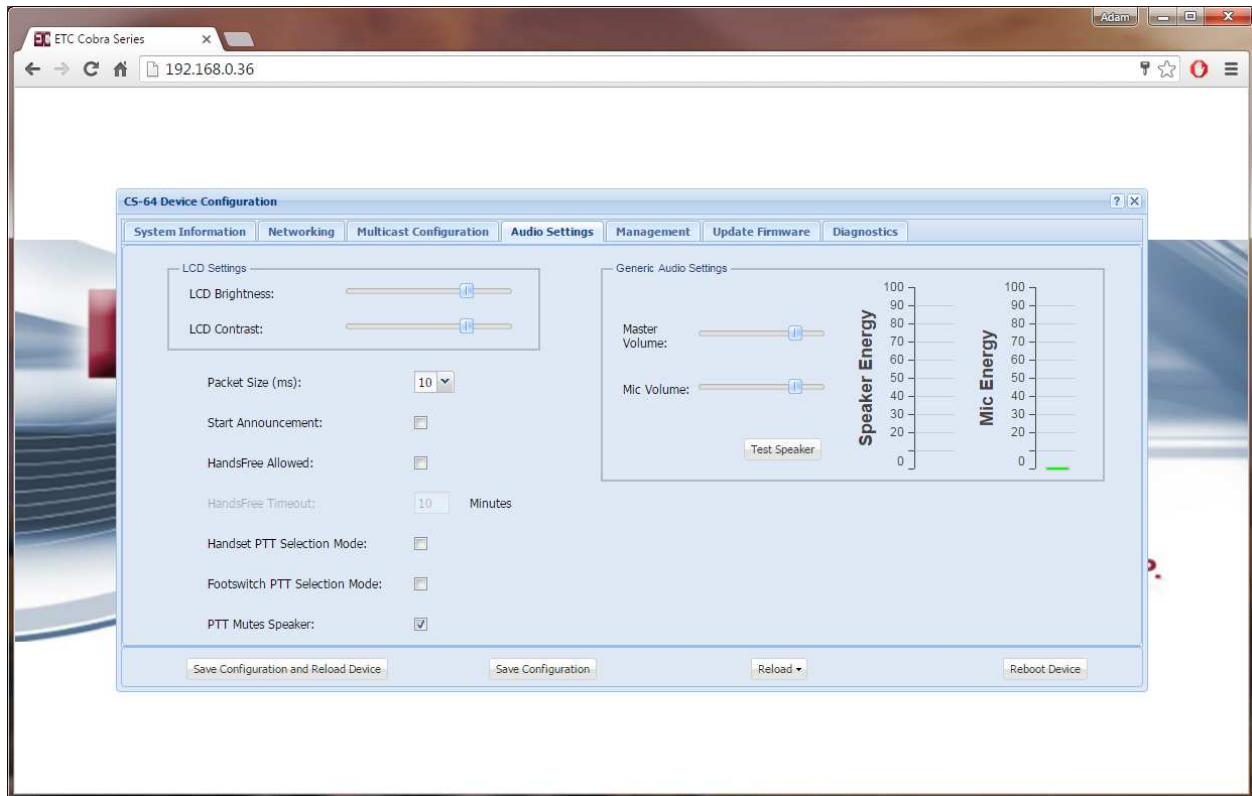 Adam
ETC Cobra Series
192.168.0.36
CS-64 Device Configuration
System Information
Networking
Multicast Configuration
Audio Settings
Management
Update Firmware
Diagnostics
LCD Settings
LCD Brightness:
LCD Contrast:
Packet Size (ms):
10
Start Announcement:
HandsFree Allowed:
HandsFree Timeout:
10
Minutes
Handset PTT Selection Mode:
Footswitch PTT Selection Mode:
PTT Mutes Speaker:
Generic Audio Settings
Master
Volume:
Mic Volume:
Test Speaker
Speaker Energy
100
90
80
70
60
50
40
30
20
0
Mic Energy
100
90
80
70
60
50
40
30
20
0
P.
Save Configuration and Reload Device
Save Configuration
Reload
Reboot Device